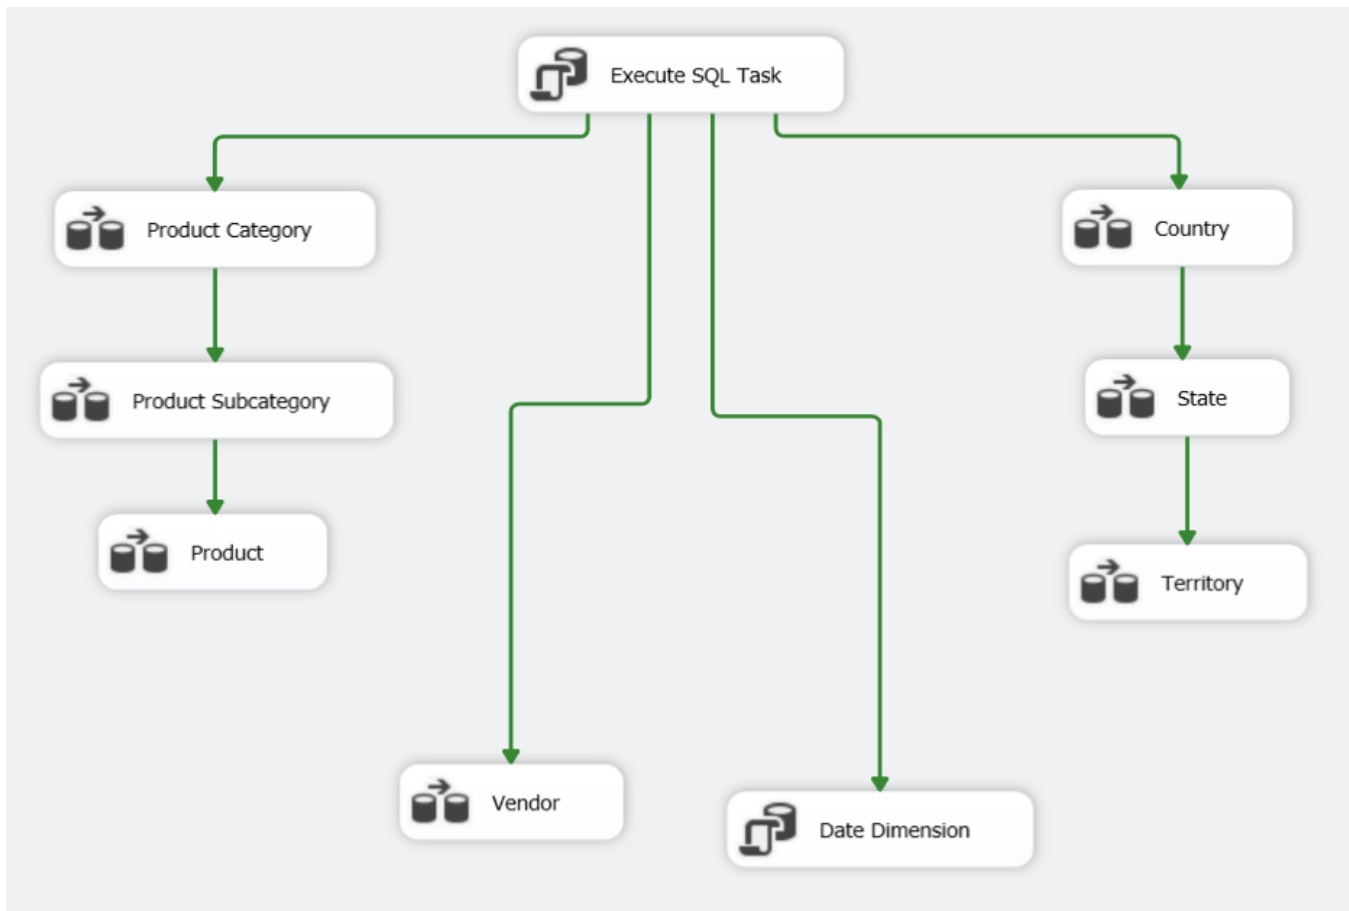 Execute SQL Task
Product Category
Country
Product Subcategory
State
Product
Territory
Vendor
Date Dimension